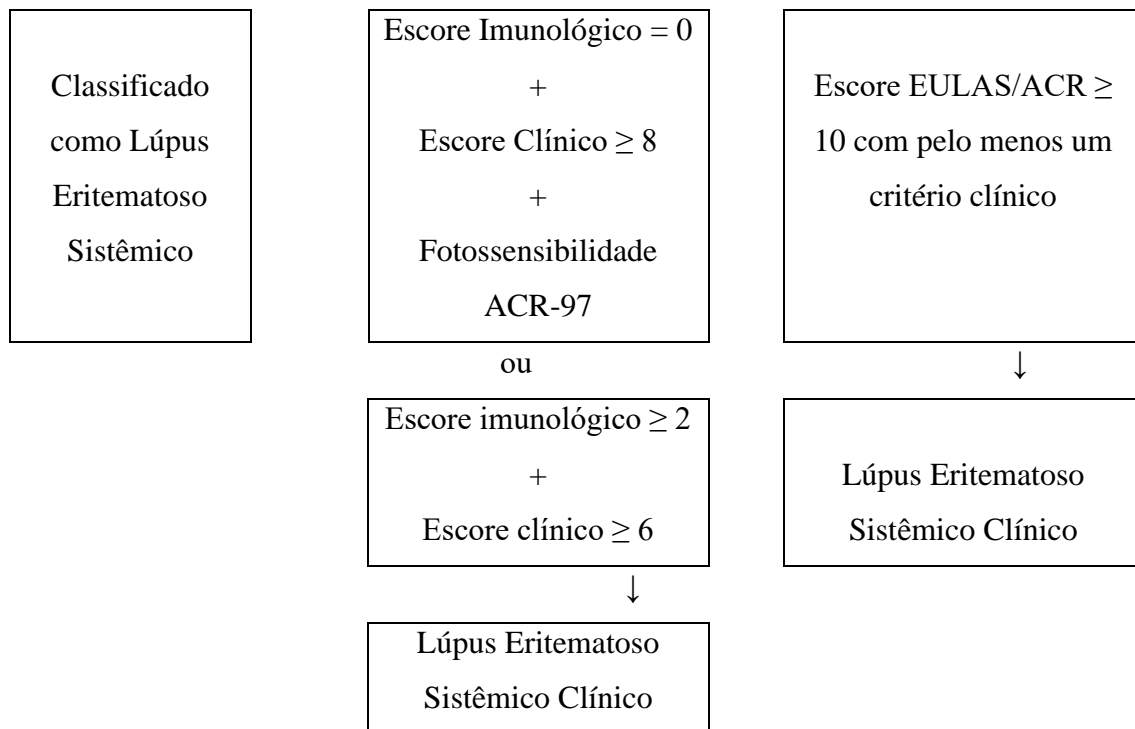 Classificado
como Lúpus
Eritematoso
Sistêmico
Escore Imunológico = 0
+
Escore Clínico ≥ 8
+
Fotossensibilidade
ACR-97
ou
Escore imunológico ≥ 2
+
Escore clínico ≥ 6
↓
Lúpus Eritematoso
Sistêmico Clínico
Escore EULAS/ACR ≥
10 com pelo menos um
critério clínico
↓
Lúpus Eritematoso
Sistêmico Clínico